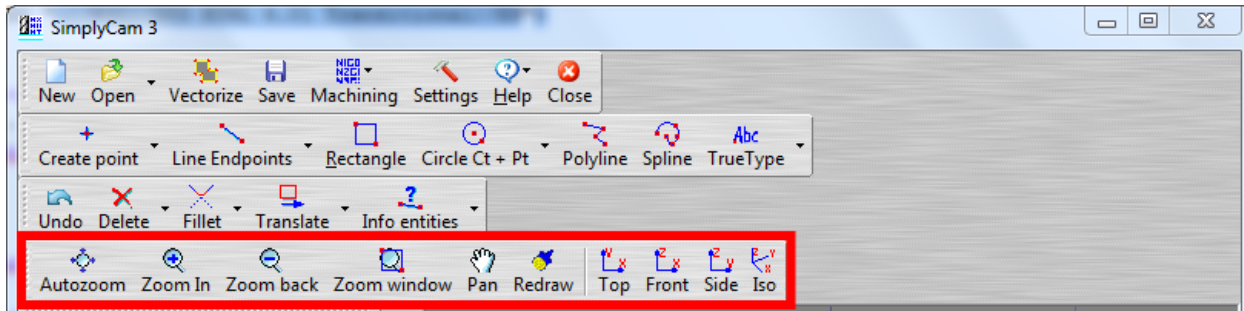 SimplyCam 3
New Open Vectorize Save Machining Settings Help Close
Create point Line Endpoints Rectangle Circle Ct + Pt Polyline Spline TrueType
Undo Delete Fillet Translate Info entities
Autozoom Zoom In Zoom back Zoom window Pan Redraw Top Front Side Iso